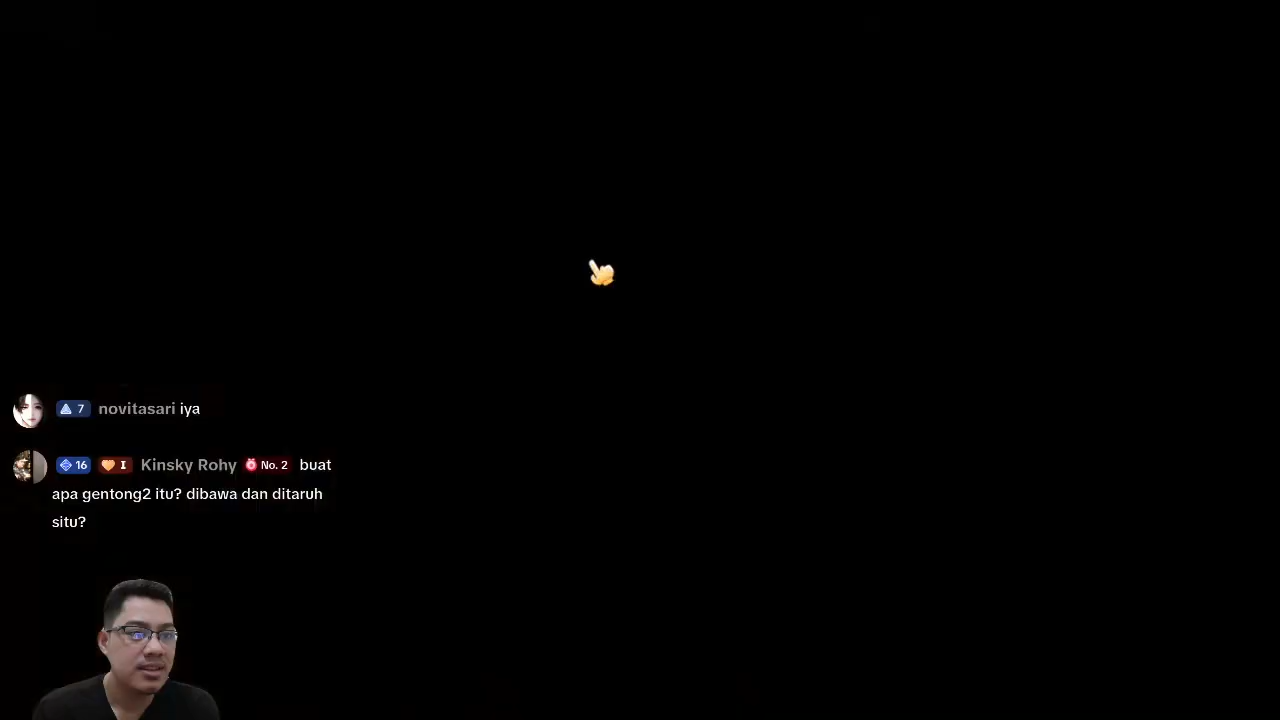 7 novitasari iya
16 I Kinsky Rohy No. 2 buat
apa gentong2 itu? dibawa dan ditaruh
situ?